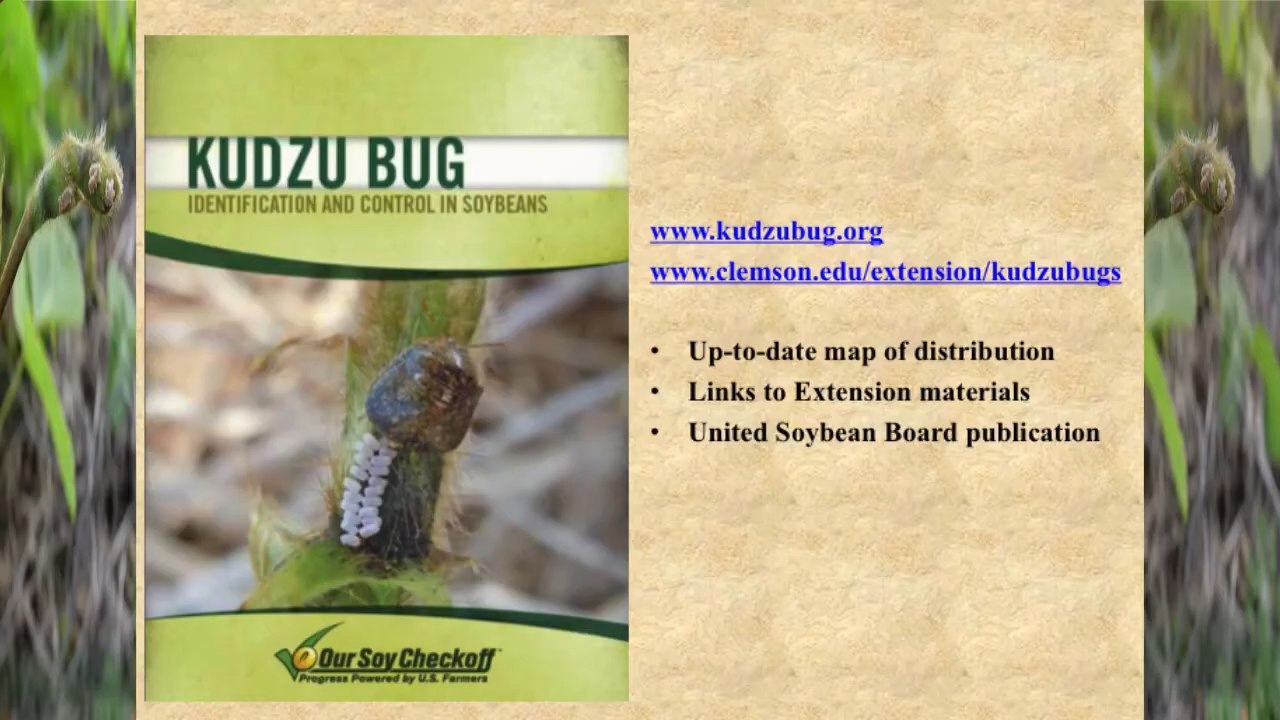 KUDZU BUG
IDENTIFICATION AND CONTROL IN SOYBEANS
Our Soy Checkoff™
Progress Powered by U.S. Farmers
www.kudzubug.org
www.clemson.edu/extension/kudzubugs
• Up-to-date map of distribution
• Links to Extension materials
• United Soybean Board publication